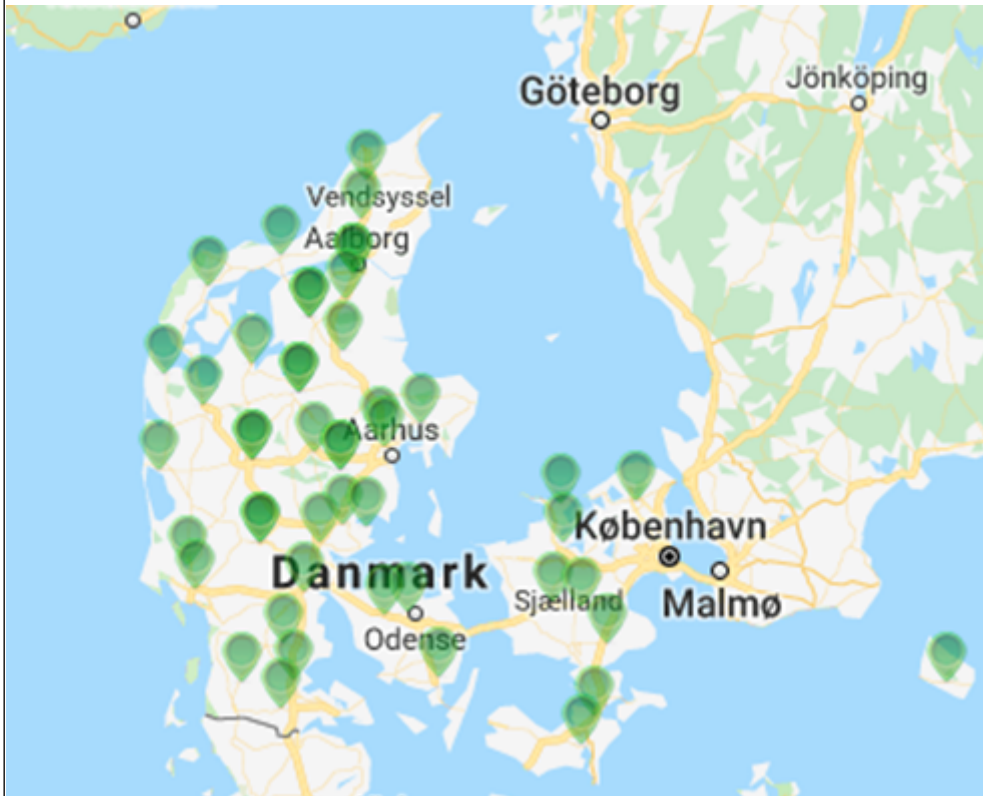 Göteborg
Jönköping
Vendsyssel
Aalborg
Aarhus
København
Danmark
Sjælland
Malmø
Odense